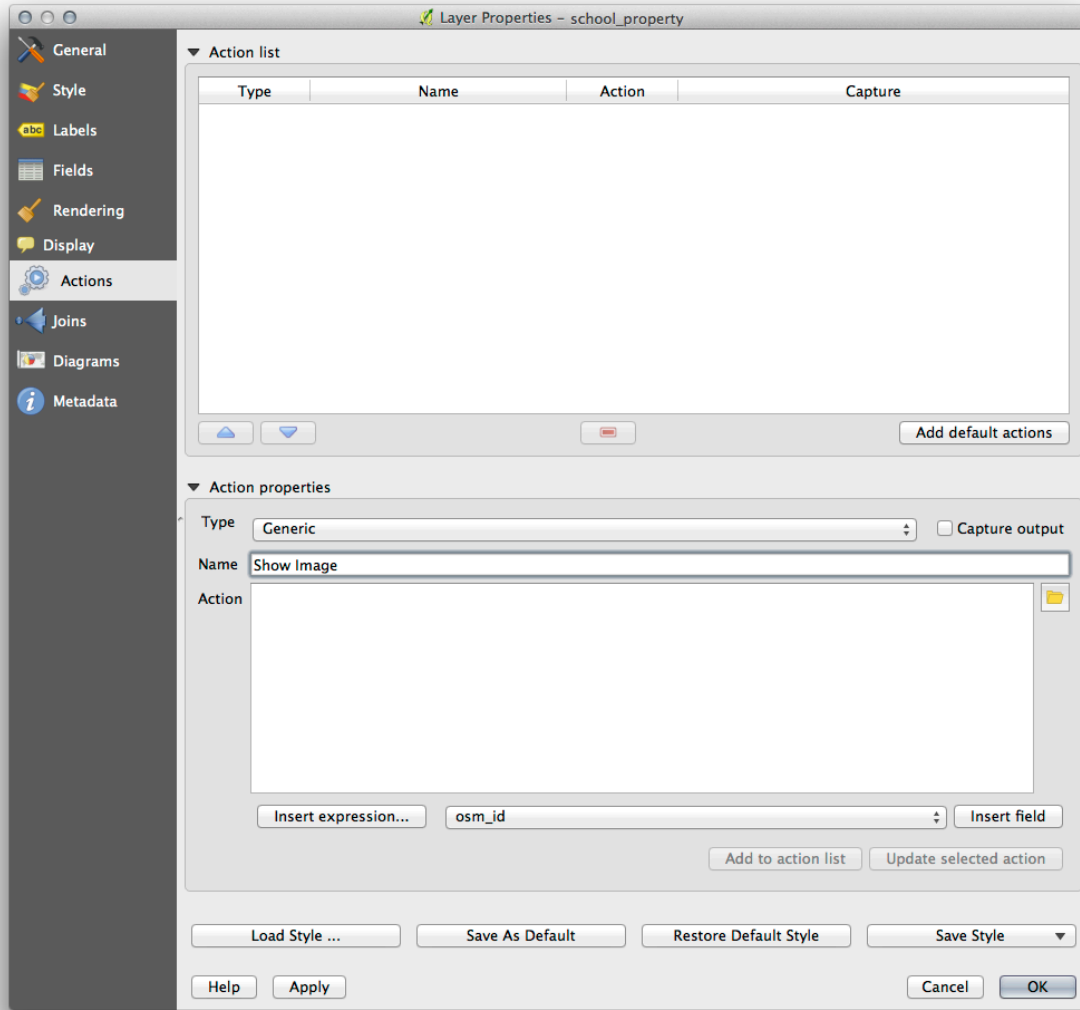 Layer Properties – school_property
General
Style
abc Labels
Fields
Rendering
Display
Actions
Joins
Diagrams
i Metadata
Action list
Type Name Action Capture
Add default actions
Action properties
Type Generic Capture output
Name Show Image
Action
Insert expression... osm_id Insert field
Add to action list Update selected action
Load Style ... Save As Default Restore Default Style Save Style
Help Apply Cancel OK